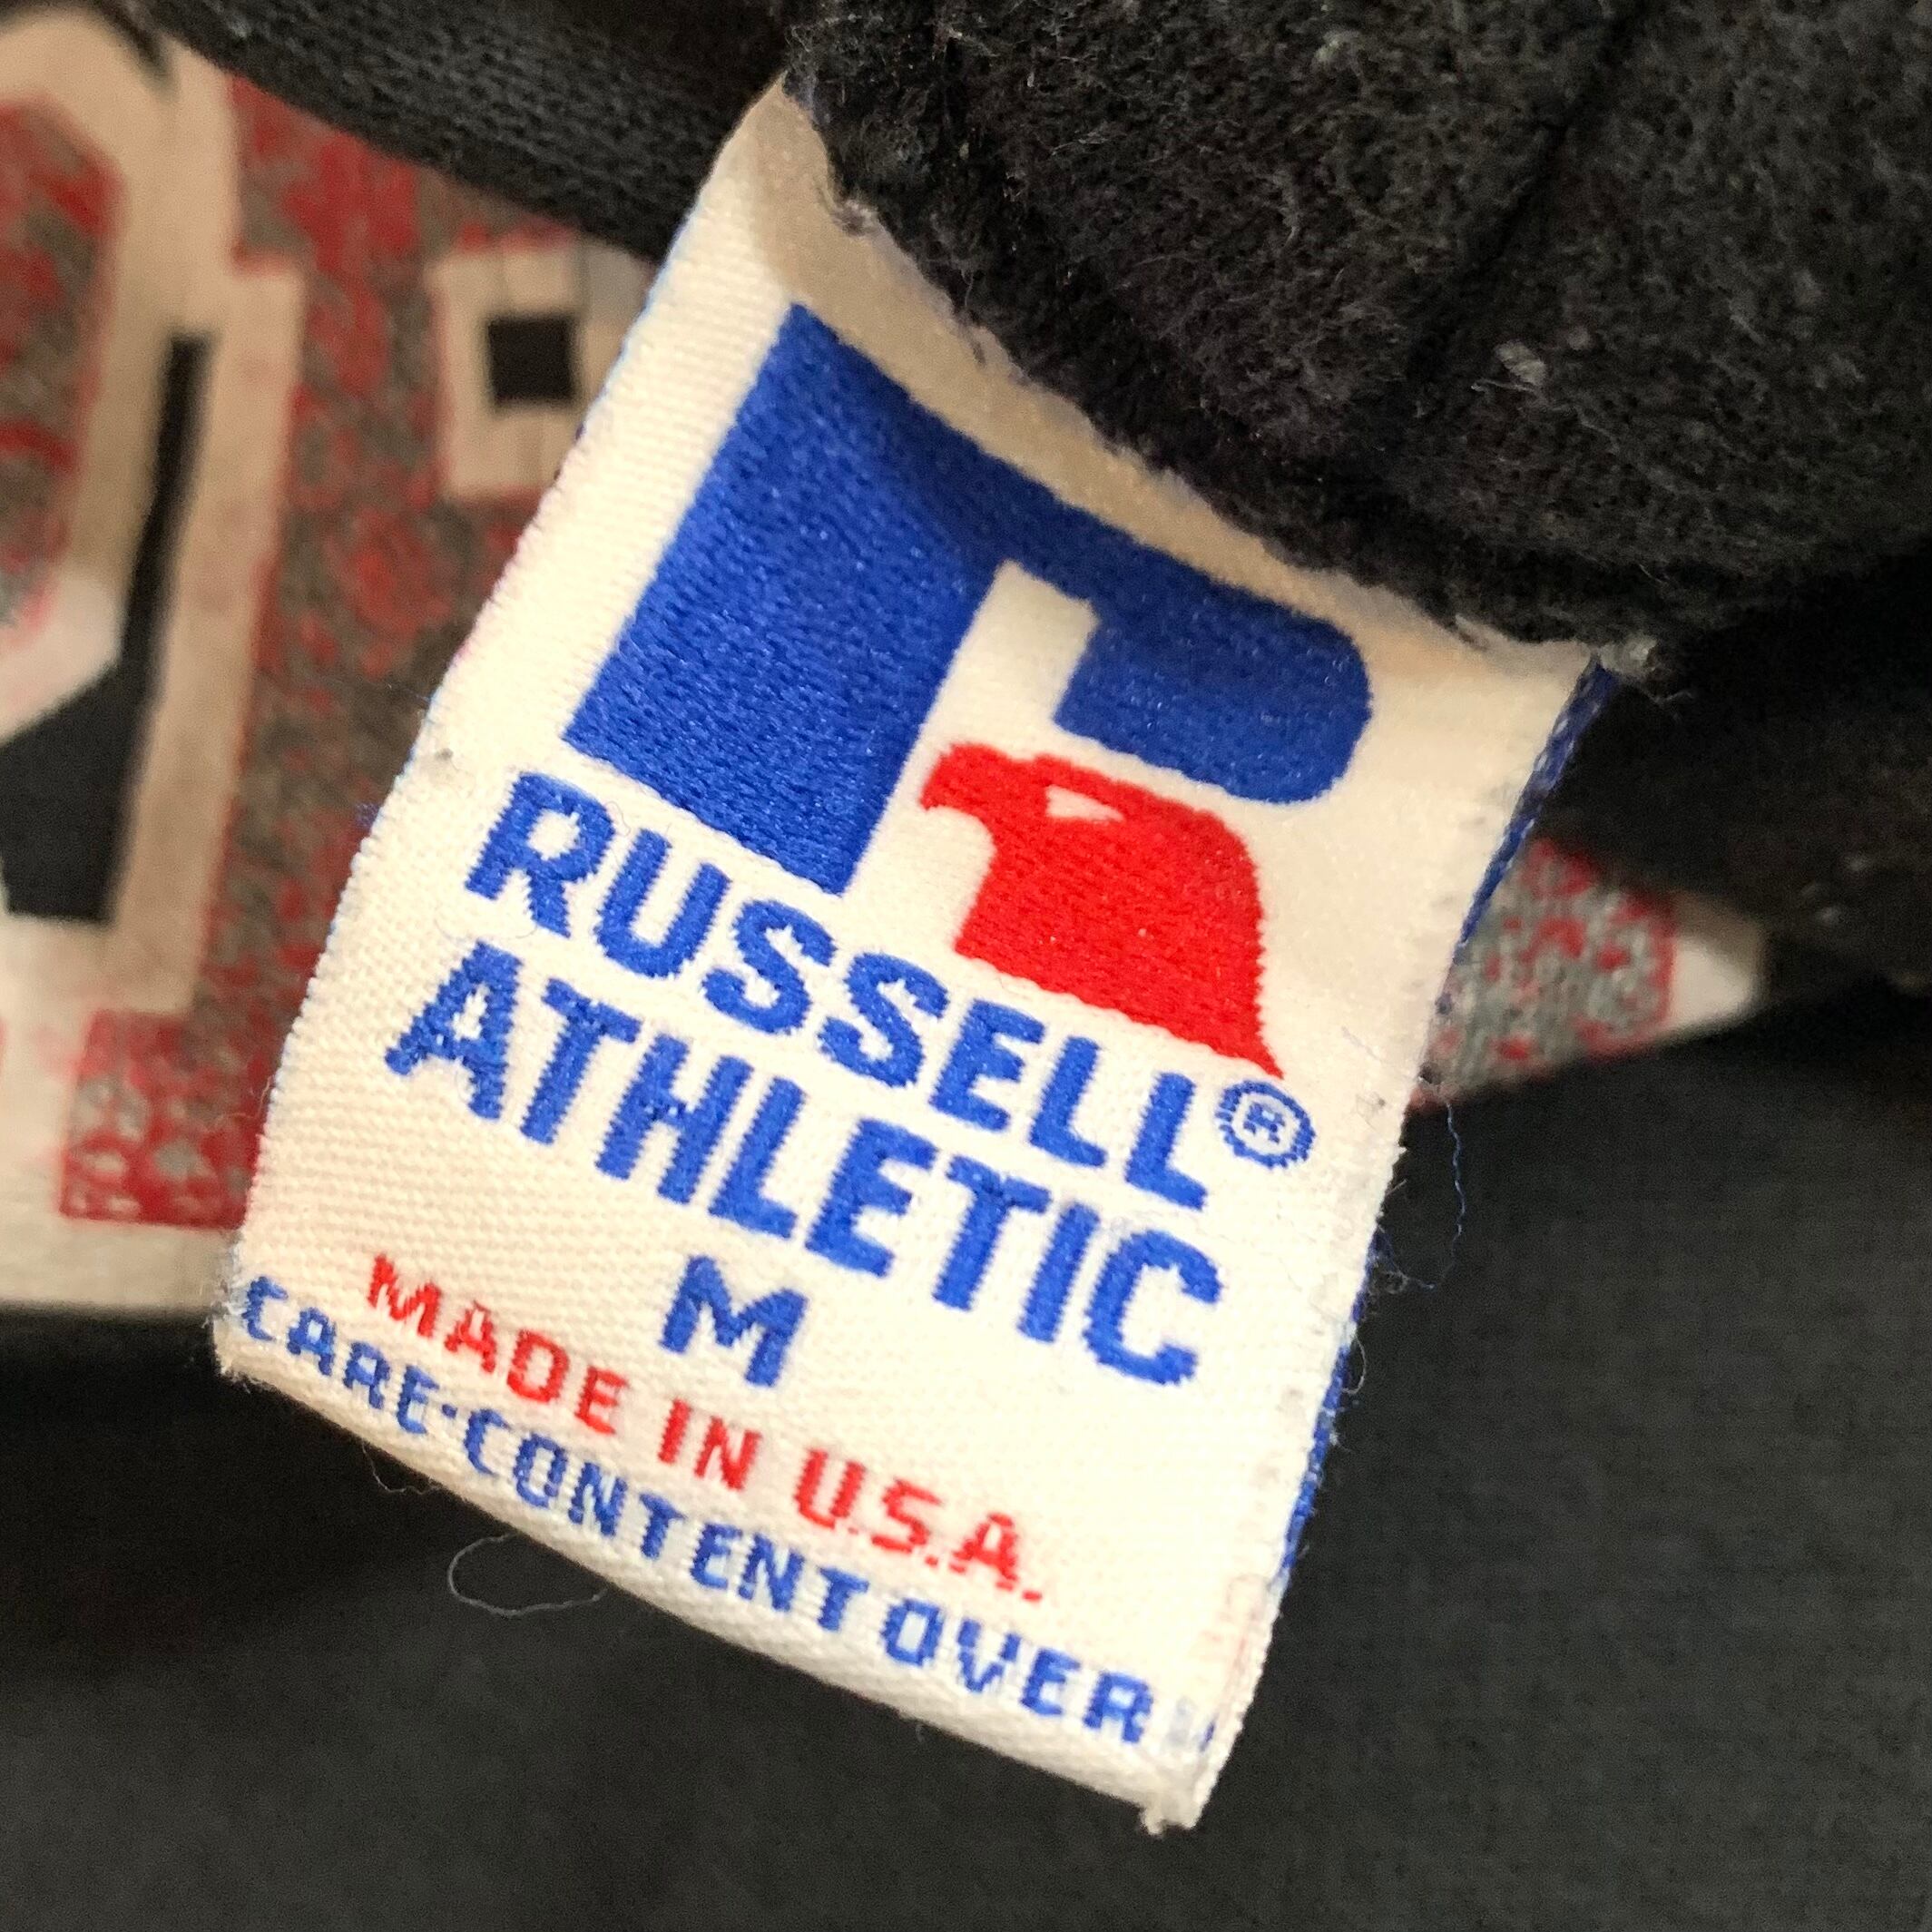 RUSSELL®
ATHLETIC
M
MADE IN U.S.A.
CARE-CONTENT OVER